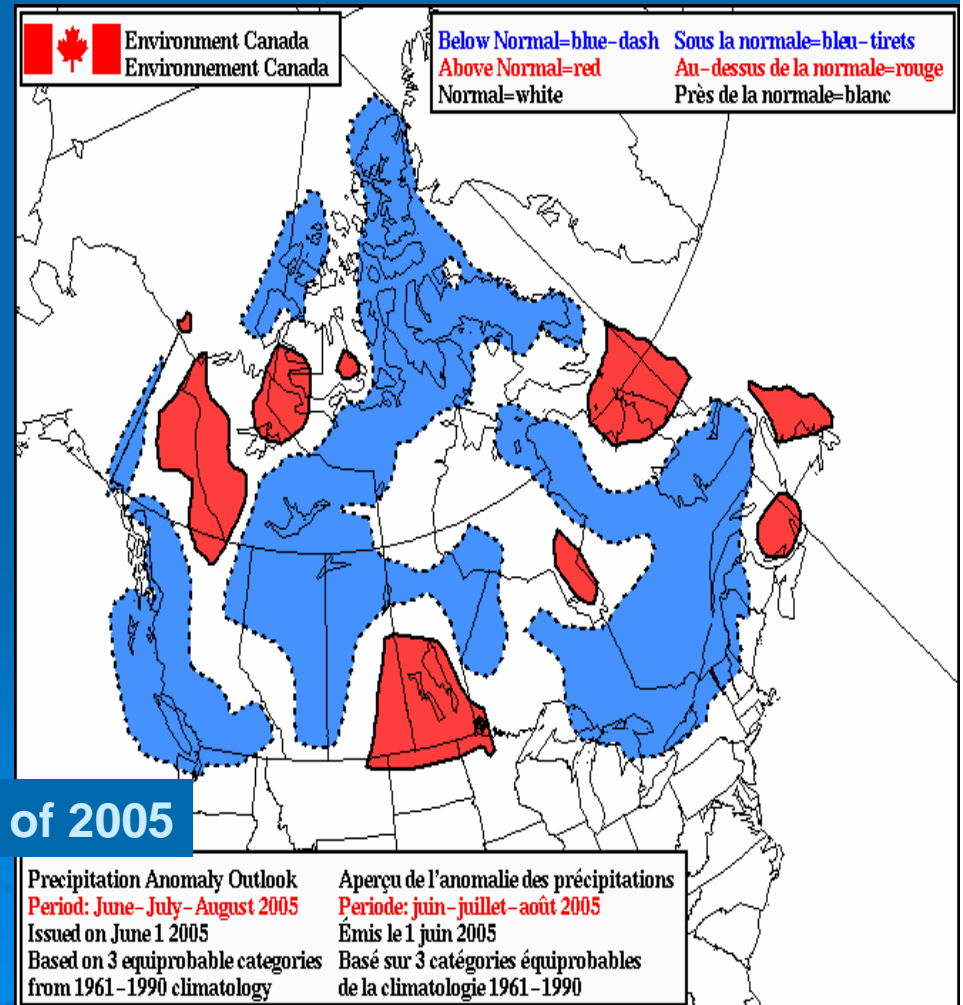 Environment Canada
Environnement Canada
Below Normal=blue-dash Sous la normale=bleu-tirets
Above Normal=red Au-dessus de la normale=rouge
Normal=white Près de la normale=blanc
of 2005
Precipitation Anomaly Outlook
Period: June-July-August 2005
Issued on June 1 2005
Based on 3 equiprobable categories
from 1961-1990 climatology
Aperçu de l'anomalie des précipitations
Periode: juin-juillet-août 2005
Émis le 1 juin 2005
Basé sur 3 catégories équiprobables
de la climatologie 1961-1990